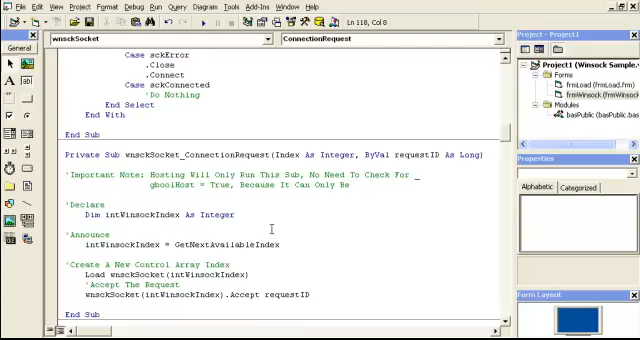 File Edit View Project Format Debug Run Query Diagram Tools Add-Ins Window Help
Ln 118, Col 8
General
wnsckSocket
ConnectionRequest
Case sckError
.Close
.Connect
Case sckConnected
'Do Nothing
End Select
End With
End Sub
Private Sub wnsckSocket_ConnectionRequest(Index As Integer, ByVal requestID As Long)
'Important Note: Hosting Will Only Run This Sub, No Need To Check For _
gboolHost = True, Because It Can Only Be
'Declare
Dim intWinsockIndex As Integer
'Announce
intWinsockIndex = GetNextAvailableIndex
'Create A New Control Array Index
Load wnsckSocket(intWinsockIndex)
'Accept The Request
wnsckSocket(intWinsockIndex).Accept requestID
End Sub
Project - Project1
Project1 (Winsock Sample.
Forms
frmLoad (frmLoad.frm)
frmWinsock (frmWinsock
Modules
basPublic (basPublic.bas
Properties
Alphabetic Categorized
Form Layout